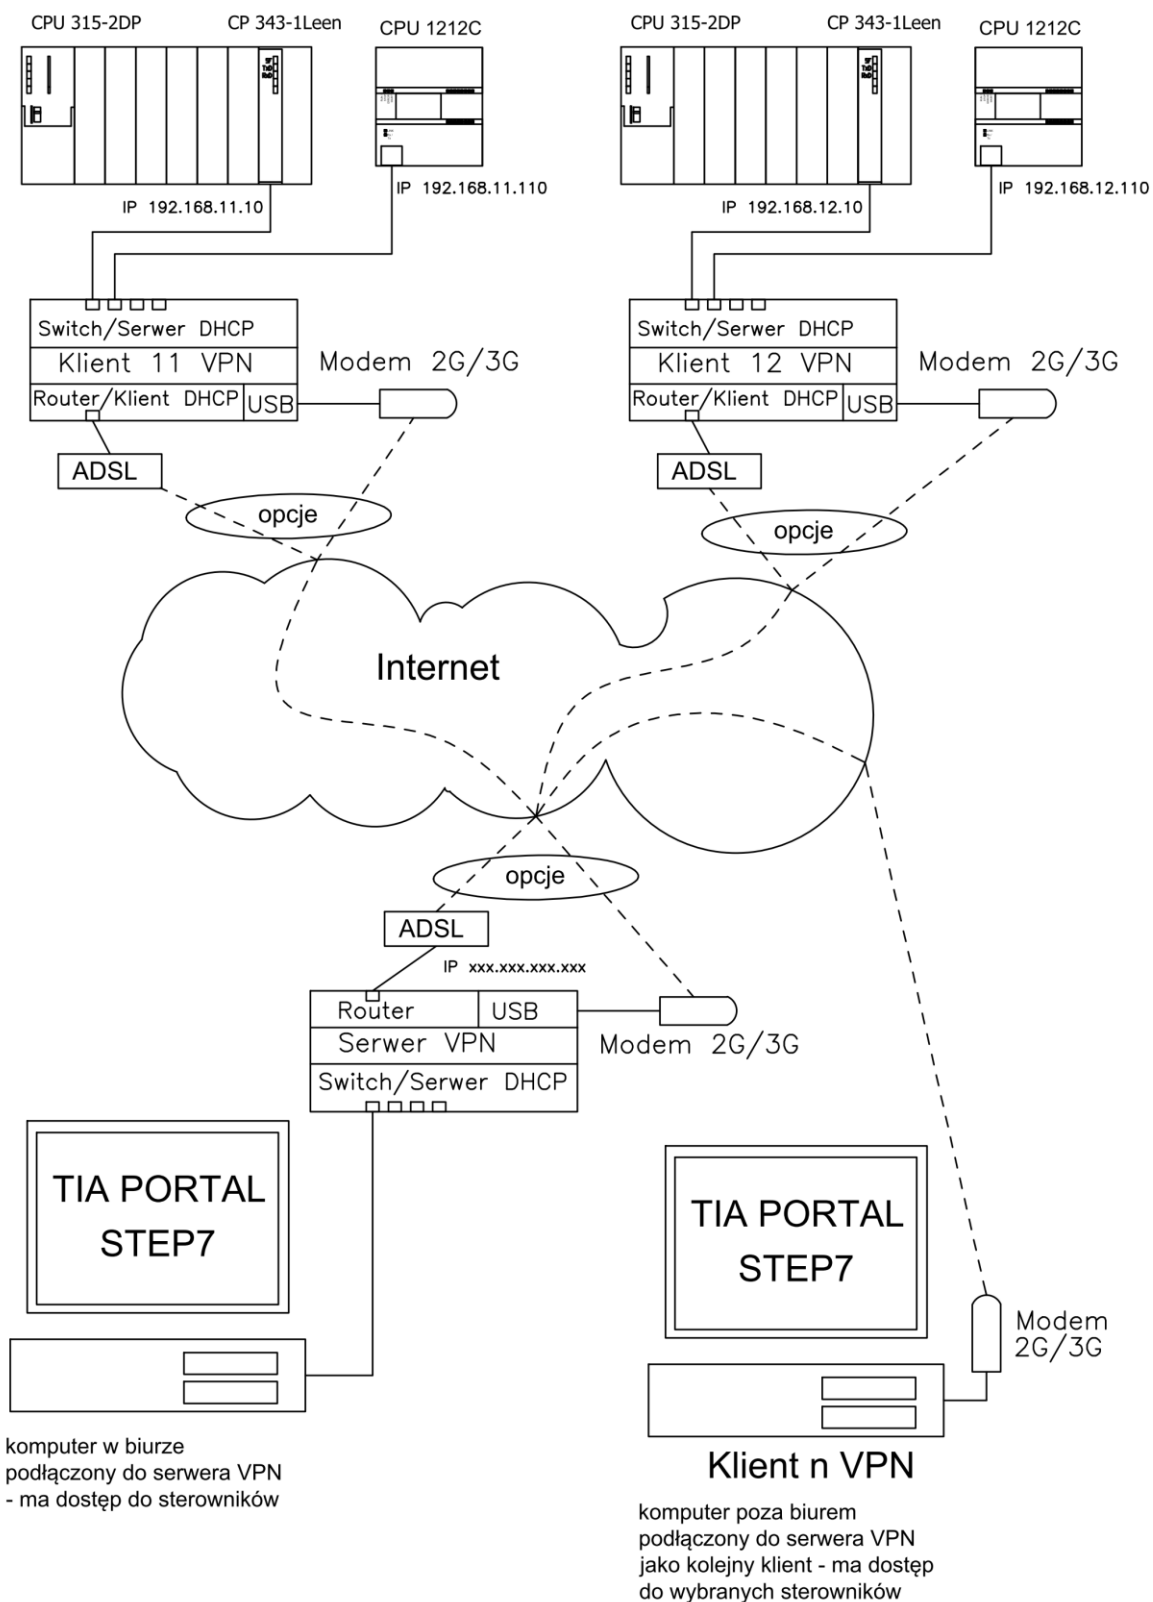 CPU 315-2DP
CP 343-1Leen
CPU 1212C
CPU 315-2DP
CP 343-1Leen
CPU 1212C
IP 192.168.11.10
IP 192.168.11.110
IP 192.168.12.10
IP 192.168.12.110
Switch/Serwer DHCP
Klient 11 VPN
Router/Klient DHCP
USB
Modem 2G/3G
ADSL
opcje
Switch/Serwer DHCP
Klient 12 VPN
Router/Klient DHCP
USB
Modem 2G/3G
ADSL
opcje
Internet
opcje
ADSL
IP xxx.xxx.xxx.xxx
Router
USB
Serwer VPN
Switch/Serwer DHCP
Modem 2G/3G
TIA PORTAL
STEP7
komputer w biurze
podłączony do serwera VPN
- ma dostęp do sterowników
TIA PORTAL
STEP7
Modem
2G/3G
Klient n VPN
komputer poza biurem
podłączony do serwera VPN
jako kolejny klient - ma dostęp
do wybranych sterowników